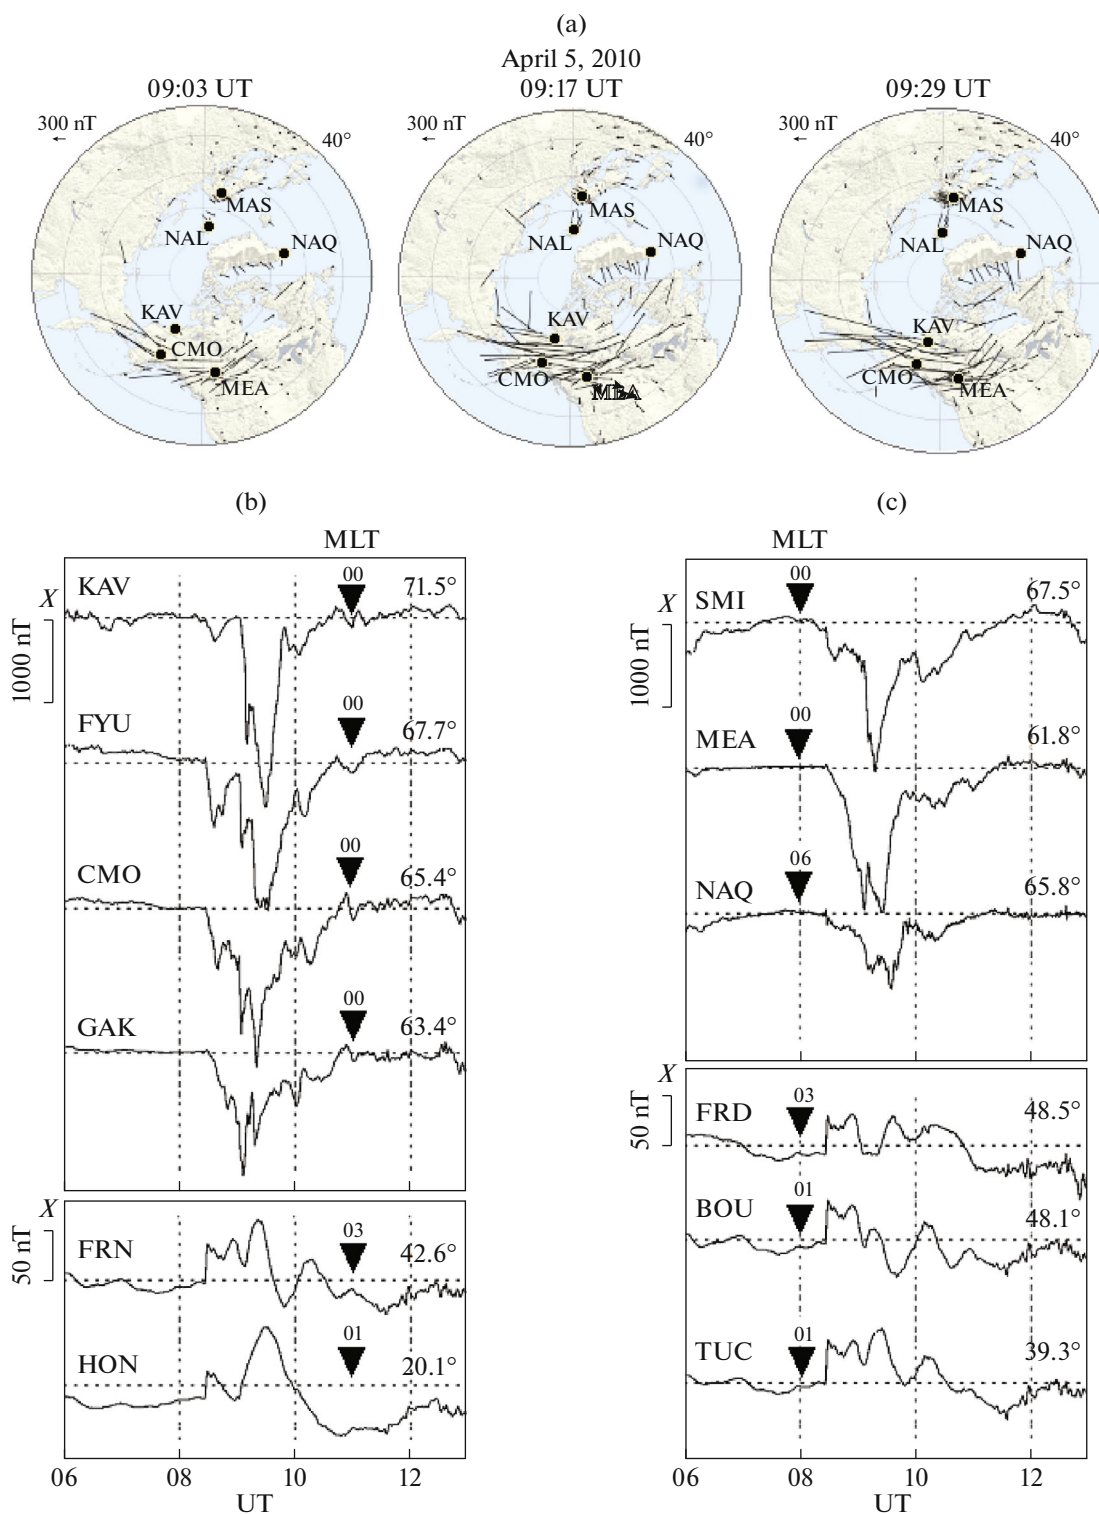 (a)
April 5, 2010
09:03 UT 09:17 UT 09:29 UT
300 nT 40° 300 nT 40° 300 nT 40°
MAS MAS MAS
NAL NAQ NAL NAQ NAL NAQ
KAV KAV KAV
CMO CMO CMO
MEA MEA
(b)
MLT
X
1000 nT
KAV 00 71.5°
FYU 00 67.7°
CMO 00 65.4°
GAK 00 63.4°
X
50 nT
FRN 03 42.6°
HON 01 20.1°
06 08 10 12
UT
(c)
MLT
X
1000 nT
SMI 00 67.5°
MEA 00 61.8°
NAQ 06 65.8°
X
50 nT
FRD 03 48.5°
BOU 01 48.1°
TUC 01 39.3°
06 08 10 12
UT